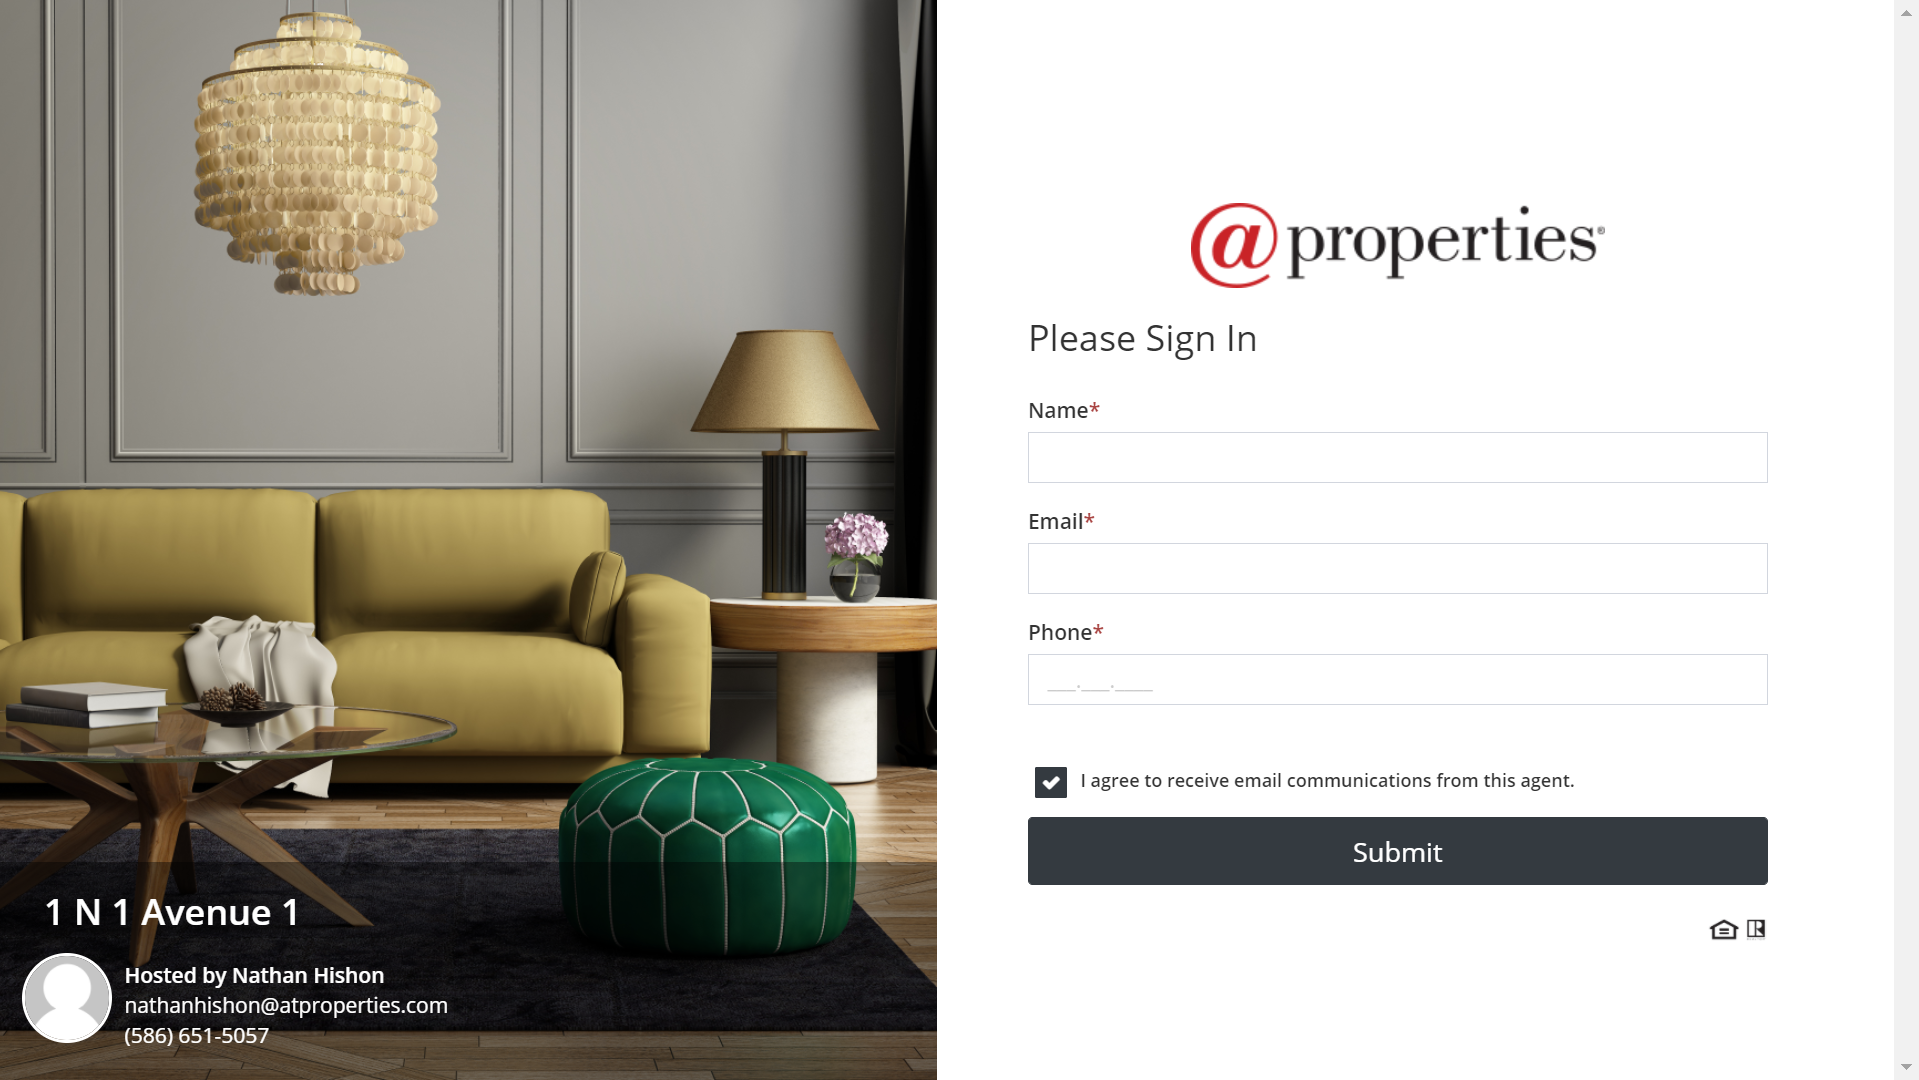 @properties®
Please Sign In
Name*
Email*
Phone*
___.___.____
I agree to receive email communications from this agent.
Submit
1 N 1 Avenue 1
Hosted by Nathan Hishon
nathanhishon@atproperties.com
(586) 651-5057